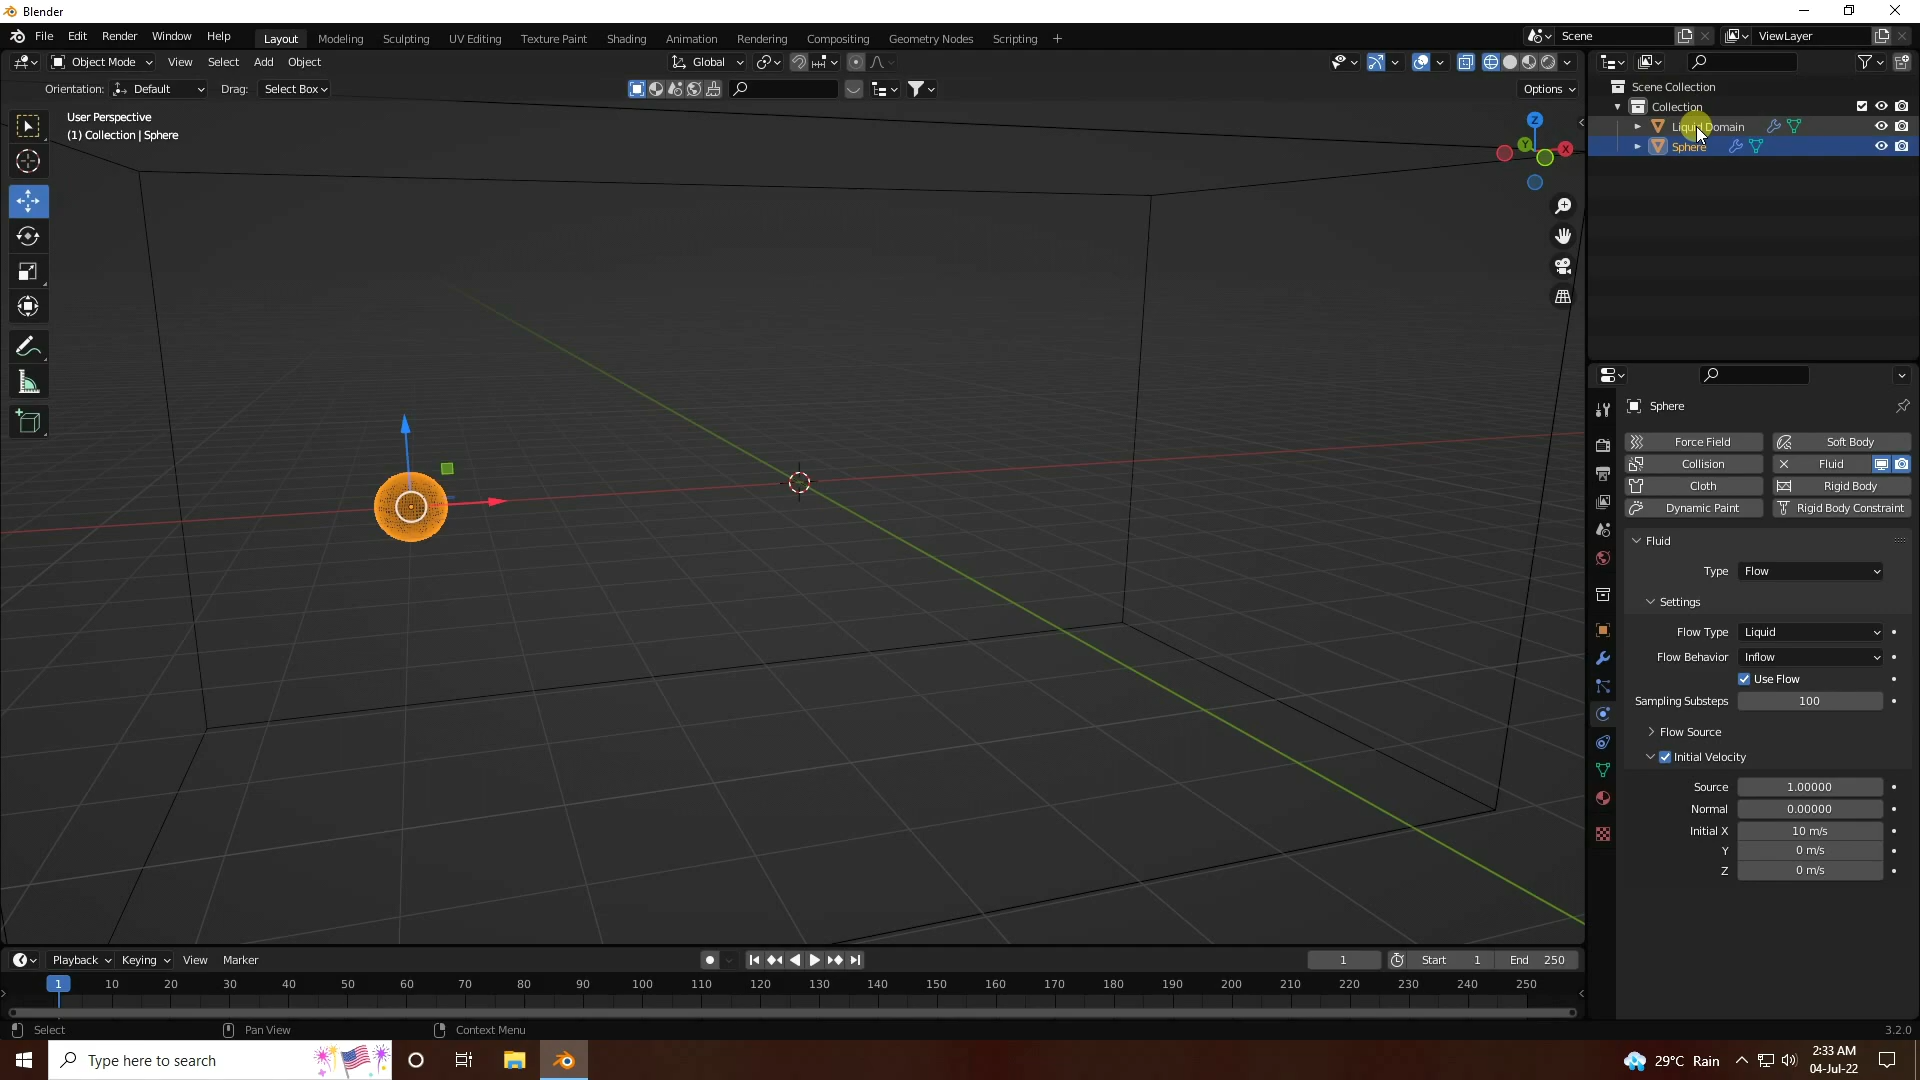 Blender
File Edit Render Window Help Layout Modeling Sculpting UV Editing Texture Paint Shading Animation Rendering Compositing Geometry Nodes Scripting + Scene ViewLayer
Object Mode View Select Add Object Global
Orientation: Default Drag: Select Box Options
User Perspective
(1) Collection | Sphere
Z
Y
X
Scene Collection
Collection
Liquid Domain
Sphere
Sphere
Force Field Soft Body
Collision Fluid
Cloth Rigid Body
Dynamic Paint Rigid Body Constraint
Fluid
Type Flow
Settings
Flow Type Liquid
Flow Behavior Inflow
Use Flow
Sampling Substeps 100
Flow Source
Initial Velocity
Source 1.00000
Normal 0.00000
Initial X 10 m/s
Y 0 m/s
Z 0 m/s
Playback Keying View Marker 1 Start 1 End 250
1 10 20 30 40 50 60 70 80 90 100 110 120 130 140 150 160 170 180 190 200 210 220 230 240 250
Select Pan View Context Menu 3.2.0
Type here to search 29°C Rain 2:33 AM
04-Jul-22